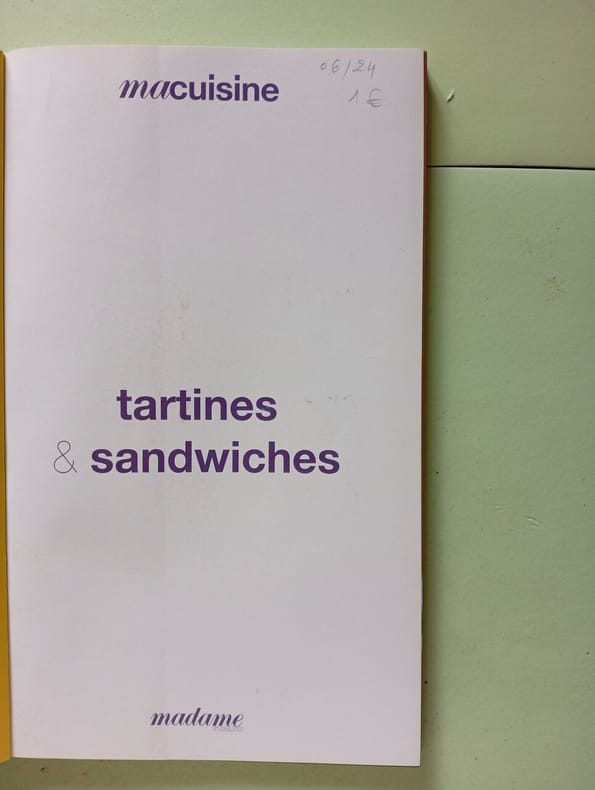 06/24
macuisine
1 €
tartines
& sandwiches
madame